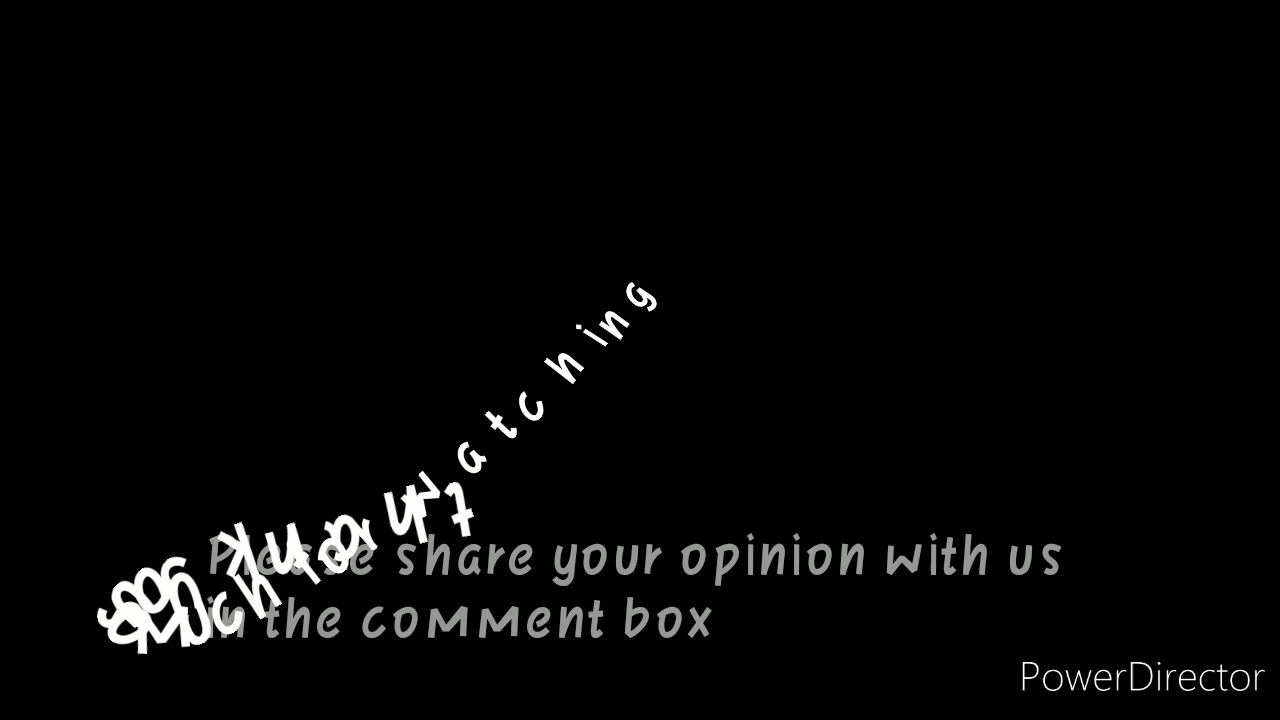 watching
Please share your opinion with us
in the comment box
PowerDirector